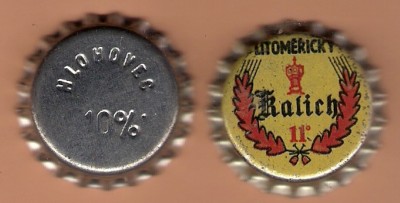 HLOHOVEC
10%
LITOMĚŘICKÝ
Kalich
11°